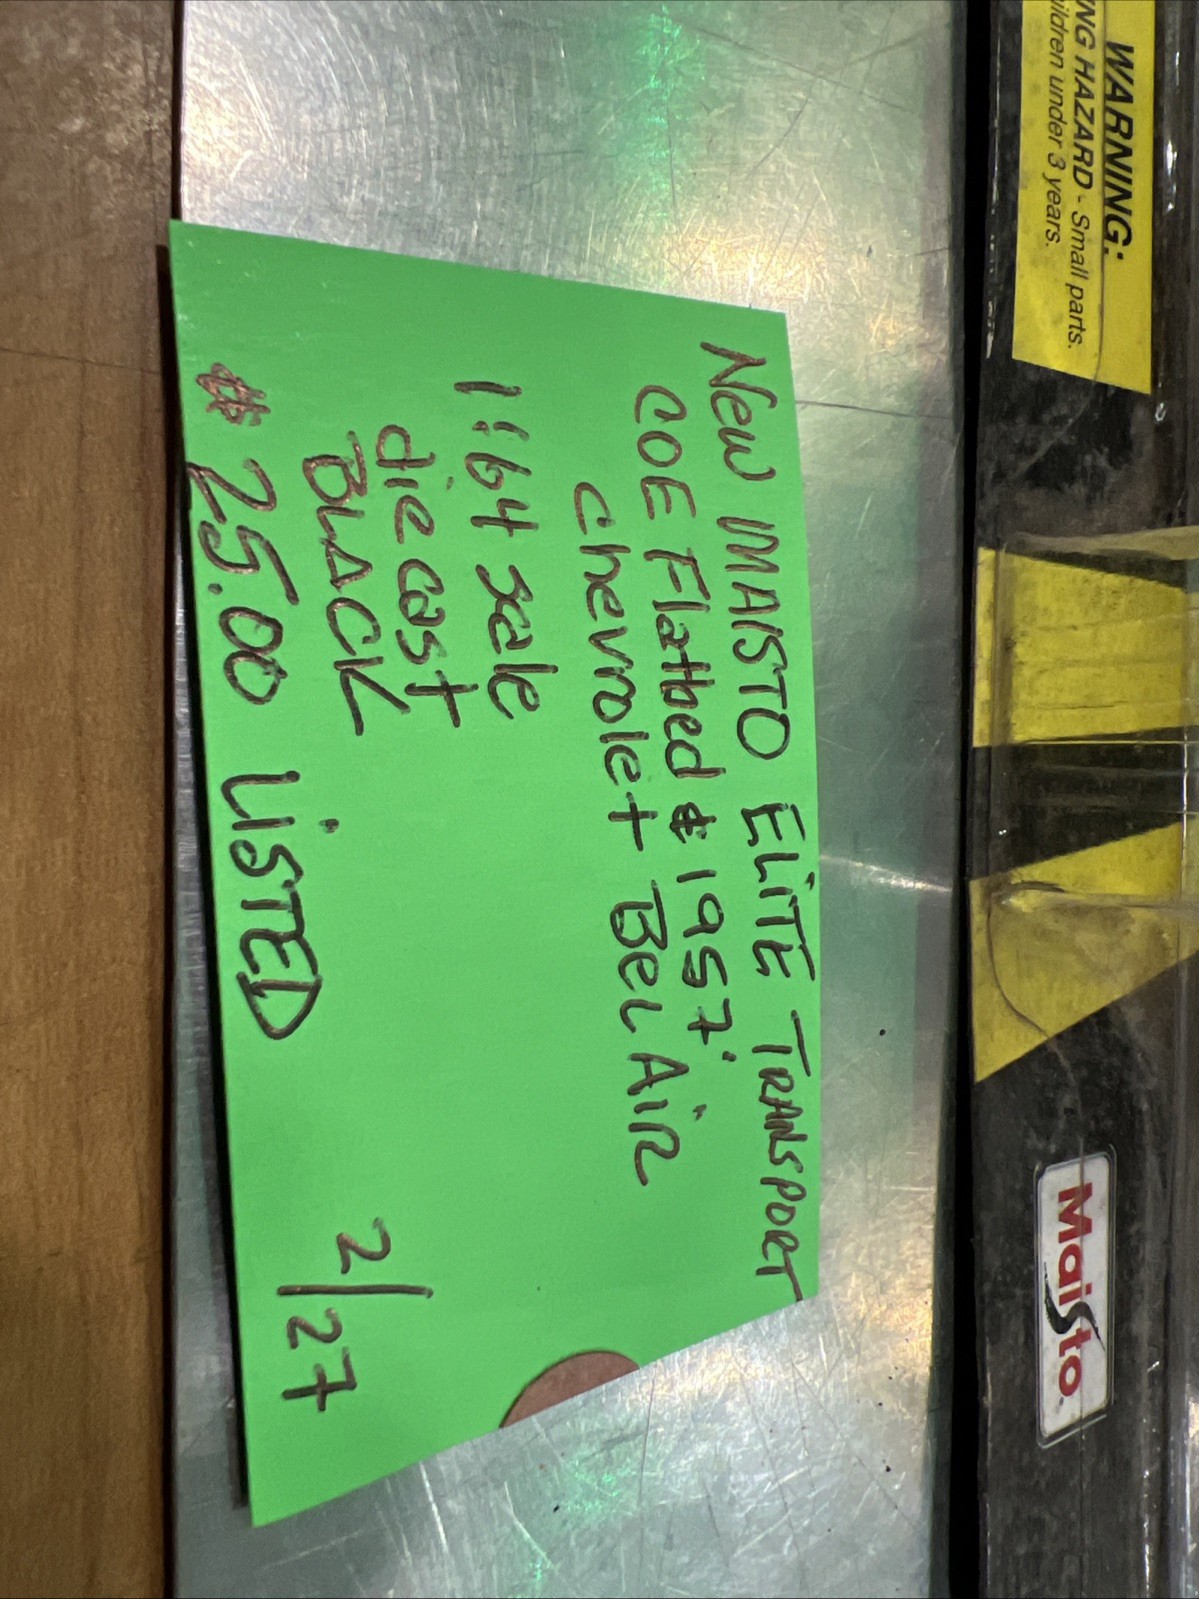 WARNING:
NG HAZARD - Small parts.
ildren under 3 years.
Maisto
New MAISTO ELiTE TRANSPORT
COE Flatbed & 1957
Chevrolet BEL AiR
1:64 scale
die cast
BLACK
$25.00 LiSTED
2/27